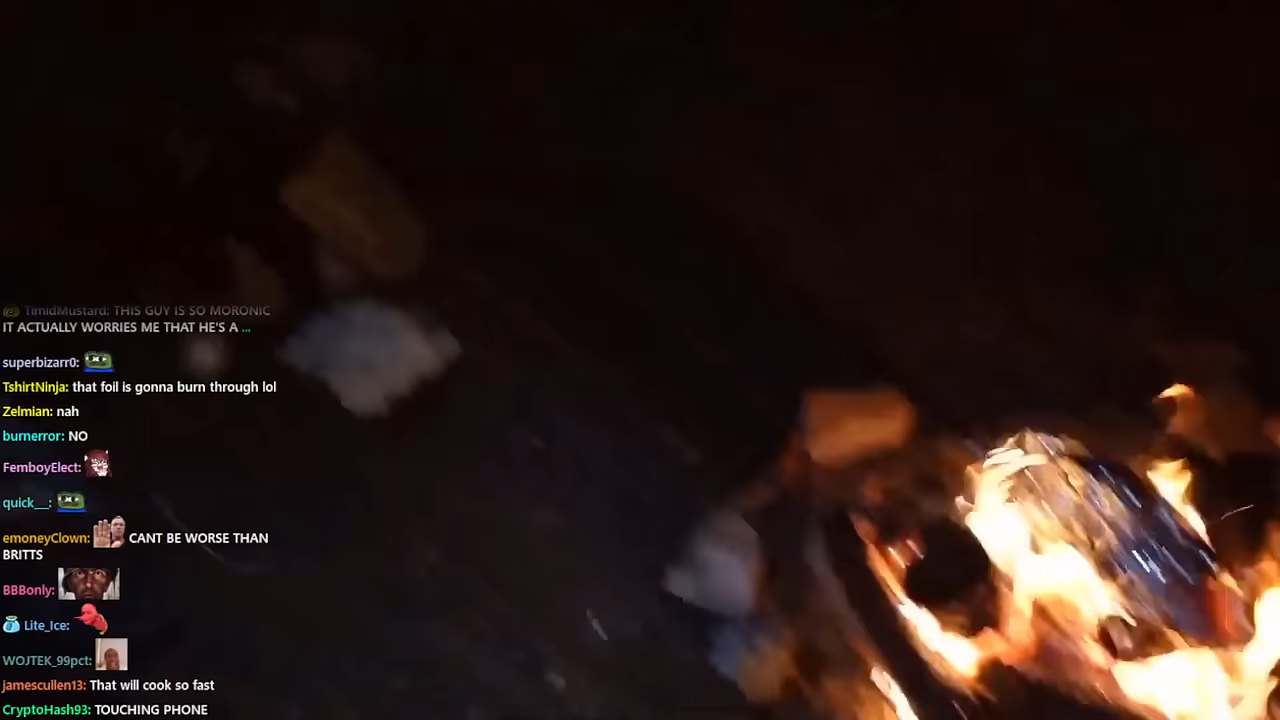 TimidMustard: THIS GUY IS SO MORONIC
IT ACTUALLY WORRIES ME THAT HE'S A ...
superbizarr0:
TshirtNinja: that foil is gonna burn through lol
Zelmian: nah
burnerror: NO
FemboyElect:
quick__:
emoneyClown: CANT BE WORSE THAN
BRITTS
BBBonly:
Lite_Ice:
WOJTEK_99pct:
jamescullen13: That will cook so fast
CryptoHash93: TOUCHING PHONE